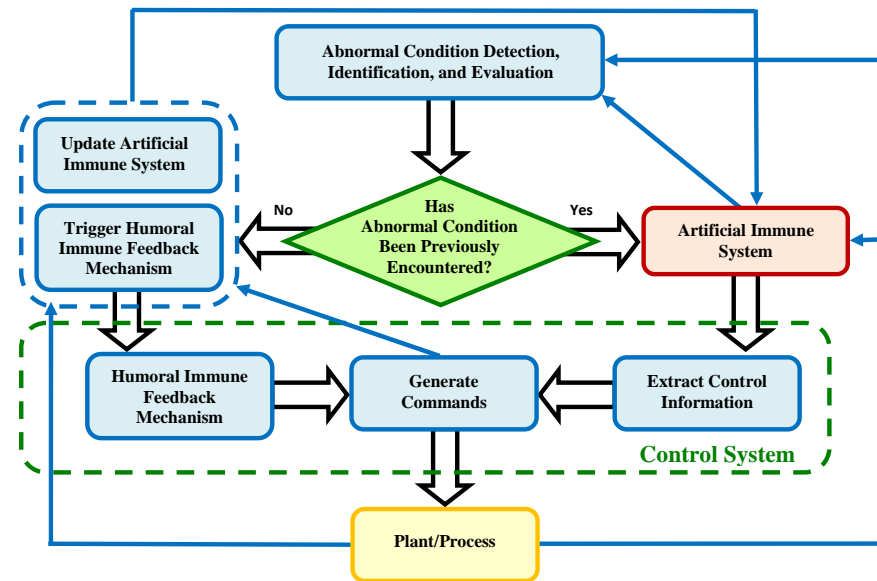 Abnormal Condition Detection,
Identification, and Evaluation
Update Artificial
Immune System
Trigger Humoral
Immune Feedback
Mechanism
No
Has
Abnormal Condition
Been Previously
Encountered?
Yes
Artificial Immune
System
Humoral Immune
Feedback
Mechanism
Generate
Commands
Extract Control
Information
Control System
Plant/Process